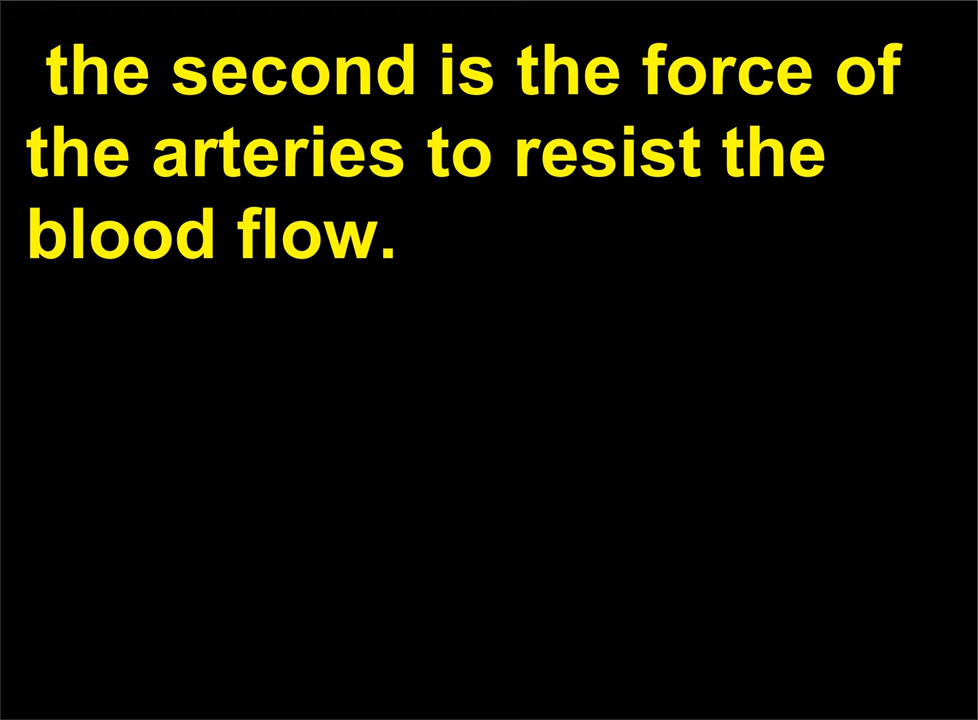 the second is the force of
the arteries to resist the
blood flow.